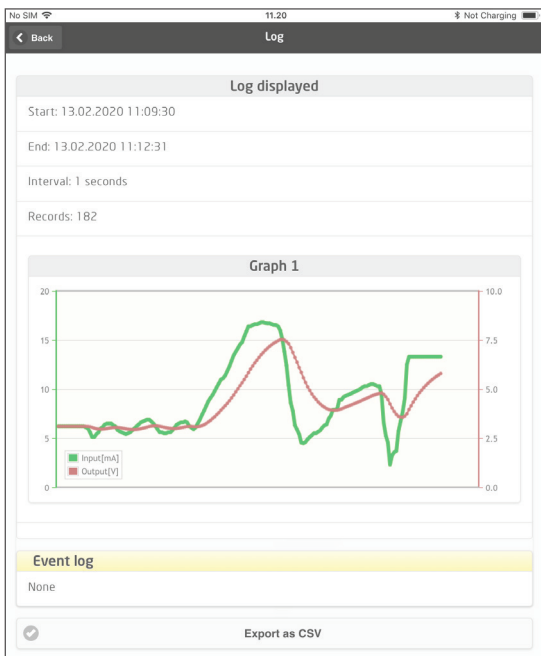 No SIM 11.20 Not Charging
Back Log
Log displayed
Start: 13.02.2020 11:09:30
End: 13.02.2020 11:12:31
Interval: 1 seconds
Records: 182
Graph 1
20 10.0
15 7.5
10 5.0
5 2.5
Input[mA]
Output[V]
0 0.0
Event log
None
Export as CSV